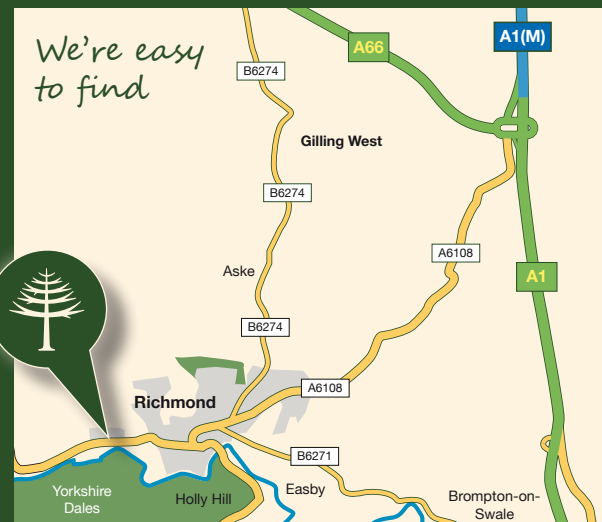 We're easy
to find
A66
A1(M)
B6274
Gilling West
B6274
A6108
Aske
A1
B6274
A6108
Richmond
B6271
Yorkshire
Dales
Holly Hill
Easby
Brompton-on-
Swale